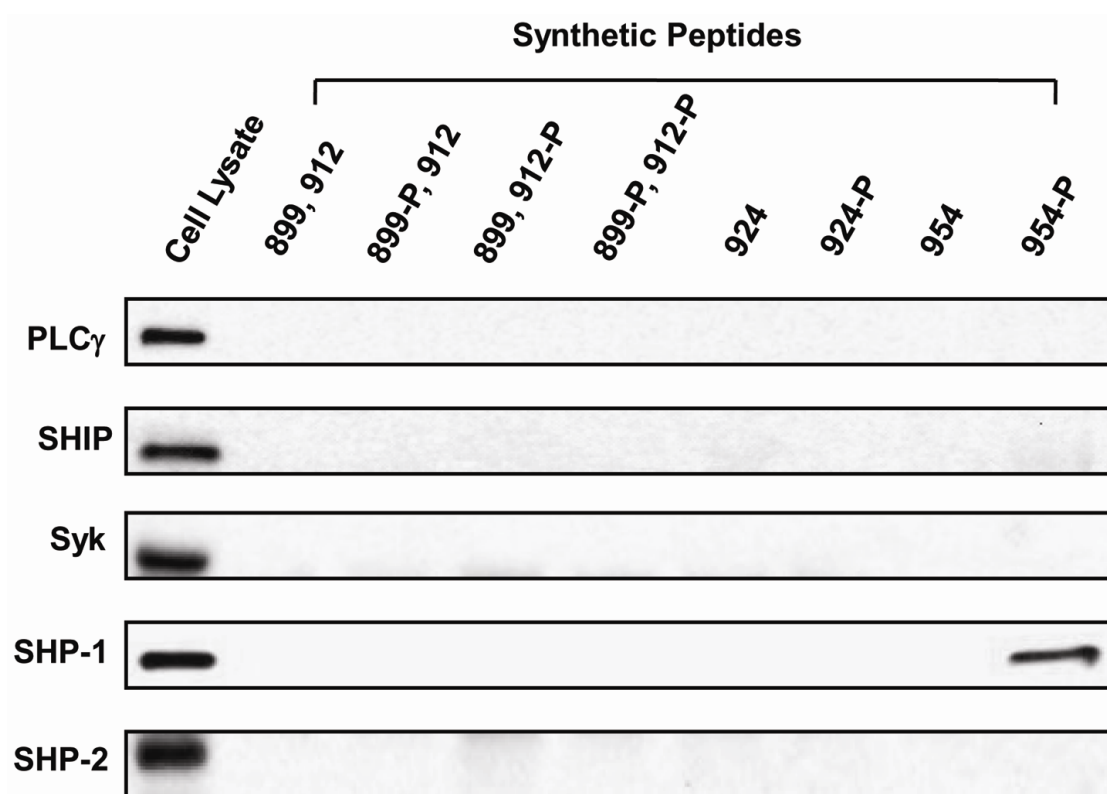 Synthetic Peptides
Cell Lysate
899, 912
899-P, 912
899, 912-P
899-P, 912-P
924
924-P
954
954-P
PLCγ
SHIP
Syk
SHP-1
SHP-2